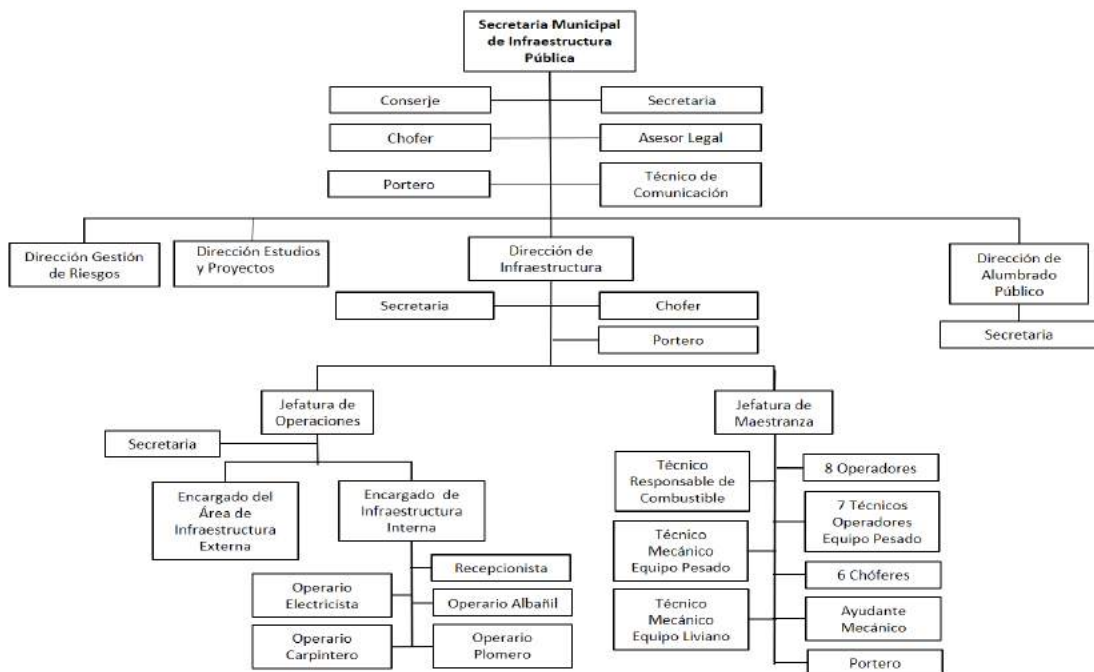 Secretaria Municipal
de Infraestructura
Pública
Conserje
Secretaria
Chofer
Asesor Legal
Portero
Técnico de
Comunicación
Dirección Gestión
de Riesgos
Dirección Estudios
y Proyectos
Dirección de
Infraestructura
Dirección de
Alumbrado
Público
Secretaria
Chofer
Portero
Secretaria
Jefatura de
Operaciones
Jefatura de
Maestranza
Secretaria
Encargado del
Área de
Infraestructura
Externa
Encargado de
Infraestructura
Interna
Recepcionista
Operario
Electricista
Operario Albañil
Operario
Carpintero
Operario
Plomero
Técnico
Responsable de
Combustible
8 Operadores
7 Técnicos
Operadores
Equipo Pesado
Técnico
Mecánico
Equipo Pesado
6 Chóferes
Técnico
Mecánico
Equipo Liviano
Ayudante
Mecánico
Portero